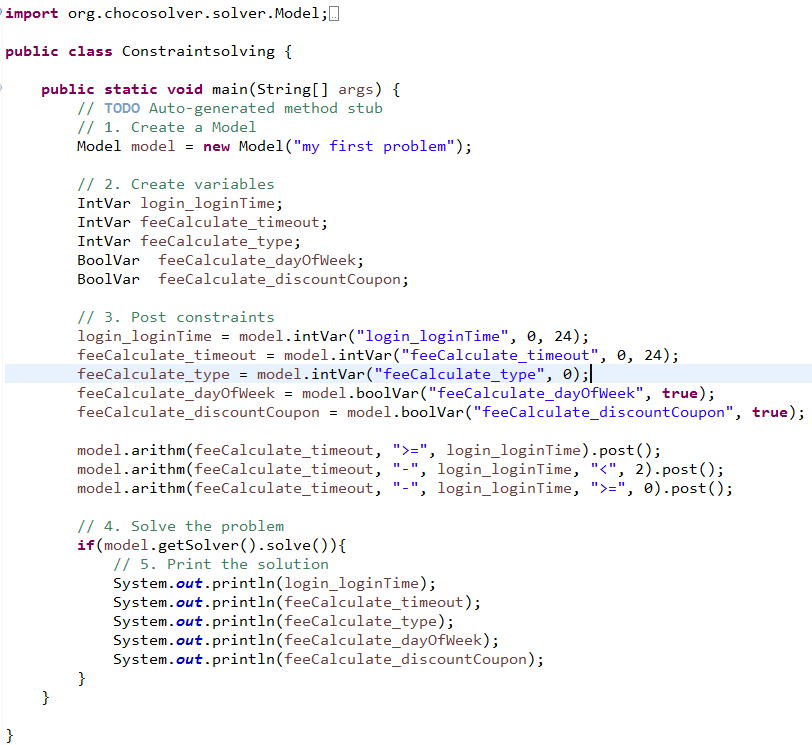 import org.chocosolver.solver.Model;
public class Constraintsolving {
public static void main(String[] args) {
// TODO Auto-generated method stub
// 1. Create a Model
Model model = new Model("my first problem");
// 2. Create variables
IntVar login_loginTime;
IntVar feeCalculate_timeout;
IntVar feeCalculate_type;
BoolVar  feeCalculate_dayOfWeek;
BoolVar  feeCalculate_discountCoupon;
// 3. Post constraints
login_loginTime = model.intVar("login_loginTime", 0, 24);
feeCalculate_timeout = model.intVar("feeCalculate_timeout", 0, 24);
feeCalculate_type = model.intVar("feeCalculate_type", 0);
feeCalculate_dayOfWeek = model.boolVar("feeCalculate_dayOfWeek", true);
feeCalculate_discountCoupon = model.boolVar("feeCalculate_discountCoupon", true);
model.arithm(feeCalculate_timeout, ">=", login_loginTime).post();
model.arithm(feeCalculate_timeout, "-", login_loginTime, "<", 2).post();
model.arithm(feeCalculate_timeout, "-", login_loginTime, ">=", 0).post();
// 4. Solve the problem
if(model.getSolver().solve()){
// 5. Print the solution
System.out.println(login_loginTime);
System.out.println(feeCalculate_timeout);
System.out.println(feeCalculate_type);
System.out.println(feeCalculate_dayOfWeek);
System.out.println(feeCalculate_discountCoupon);
}
}
}